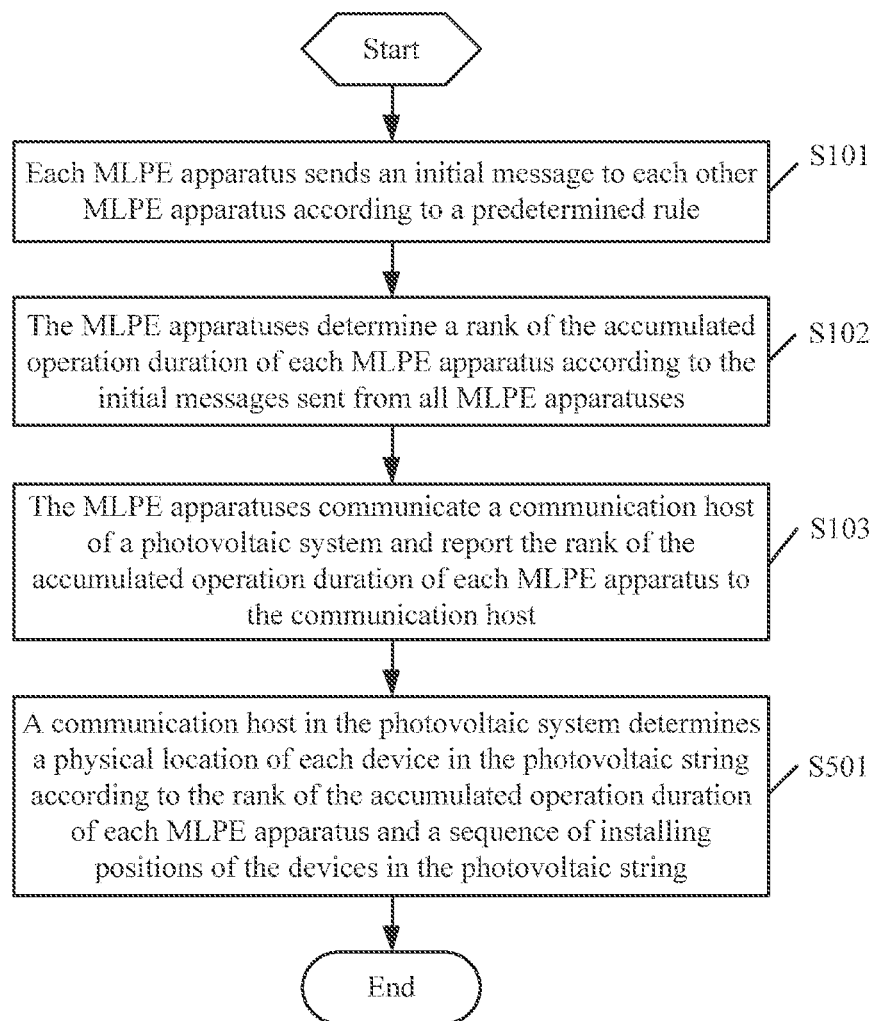 Start
Each MLPE apparatus sends an initial message to each other
MLPE apparatus according to a predetermined rule
S101
The MLPE apparatuses determine a rank of the accumulated
operation duration of each MLPE apparatus according to the
initial messages sent from all MLPE apparatuses
S102
The MLPE apparatuses communicate a communication host
of a photovoltaic system and report the rank of the
accumulated operation duration of each MLPE apparatus to
the communication host
S103
A communication host in the photovoltaic system determines
a physical location of each device in the photovoltaic string
according to the rank of the accumulated operation duration
of each MLPE apparatus and a sequence of installing
positions of the devices in the photovoltaic string
S501
End